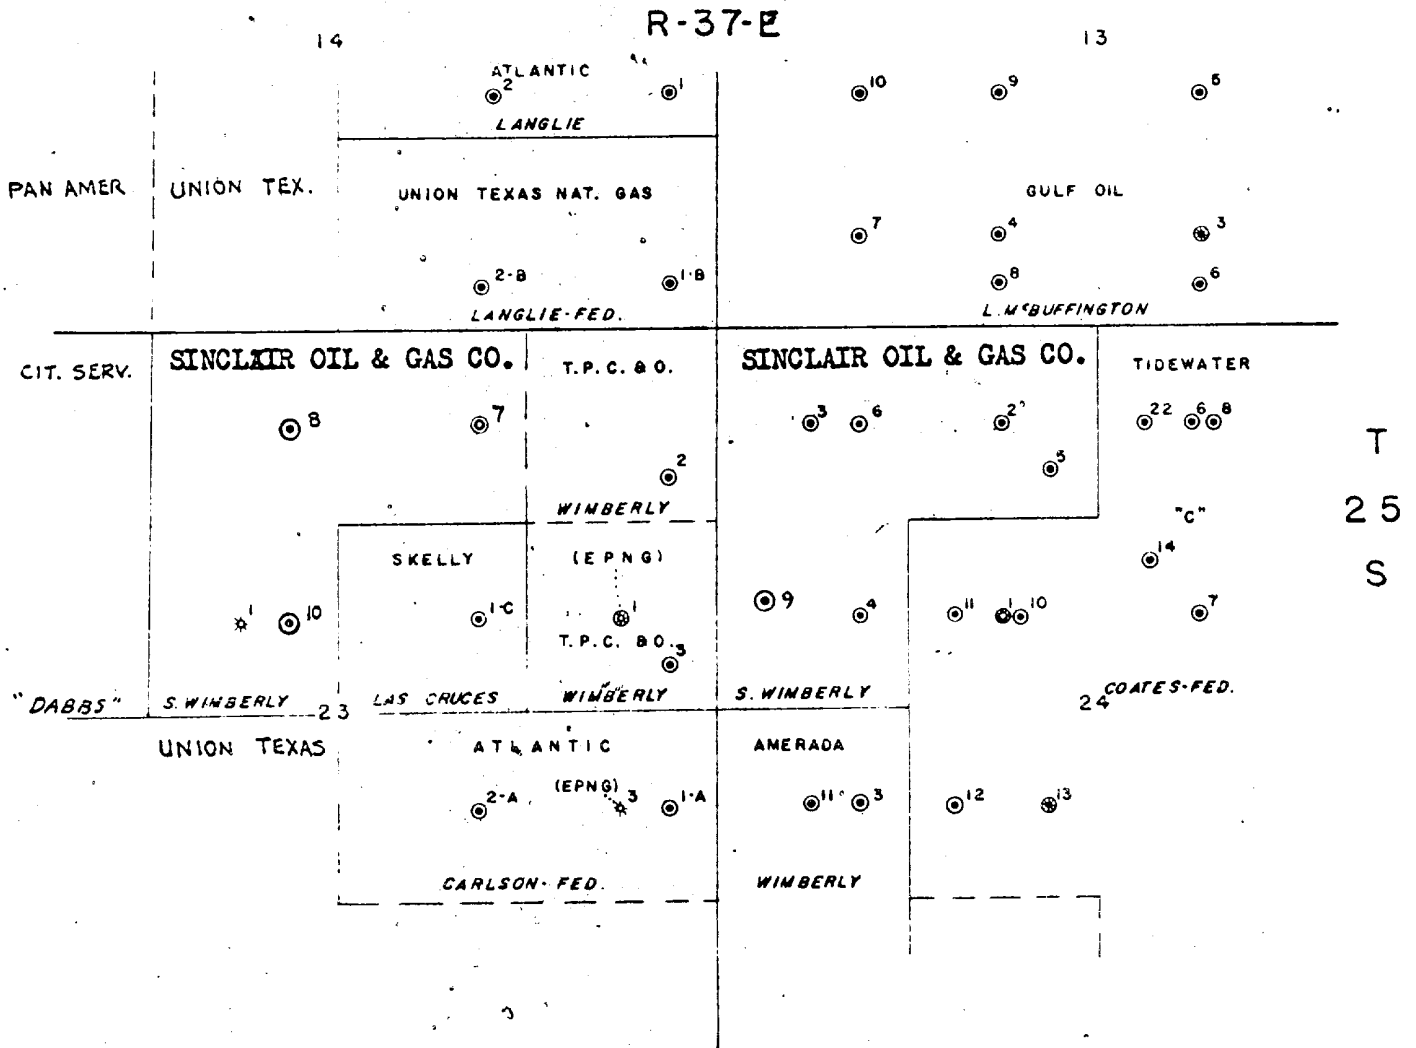 R-37-E
14
13
ATLANTIC
2
1
10
9
5
LANGLIE
PAN AMER
UNION TEX.
UNION TEXAS NAT. GAS
GULF OIL
7
4
3
2-B
1-B
8
6
LANGLIE-FED.
L. McBUFFINGTON
CIT. SERV.
SINCLAIR OIL & GAS CO.
T.P.C. & O.
SINCLAIR OIL & GAS CO.
TIDEWATER
8
7
3
6
2
22
6
8
T
25
S
2
5
WIMBERLY
"C"
SKELLY
(EPNG)
14
1
10
1-C
1
9
4
11
1
10
7
T.P.C. & O.
3
"DABBS"
S. WIMBERLY
23
LAS CRUCES
WIMBERLY
S. WIMBERLY
24
COATES-FED.
UNION TEXAS
ATLANTIC
AMERADA
(EPNG)
2-A
3
1-A
11
3
12
13
CARLSON-FED.
WIMBERLY